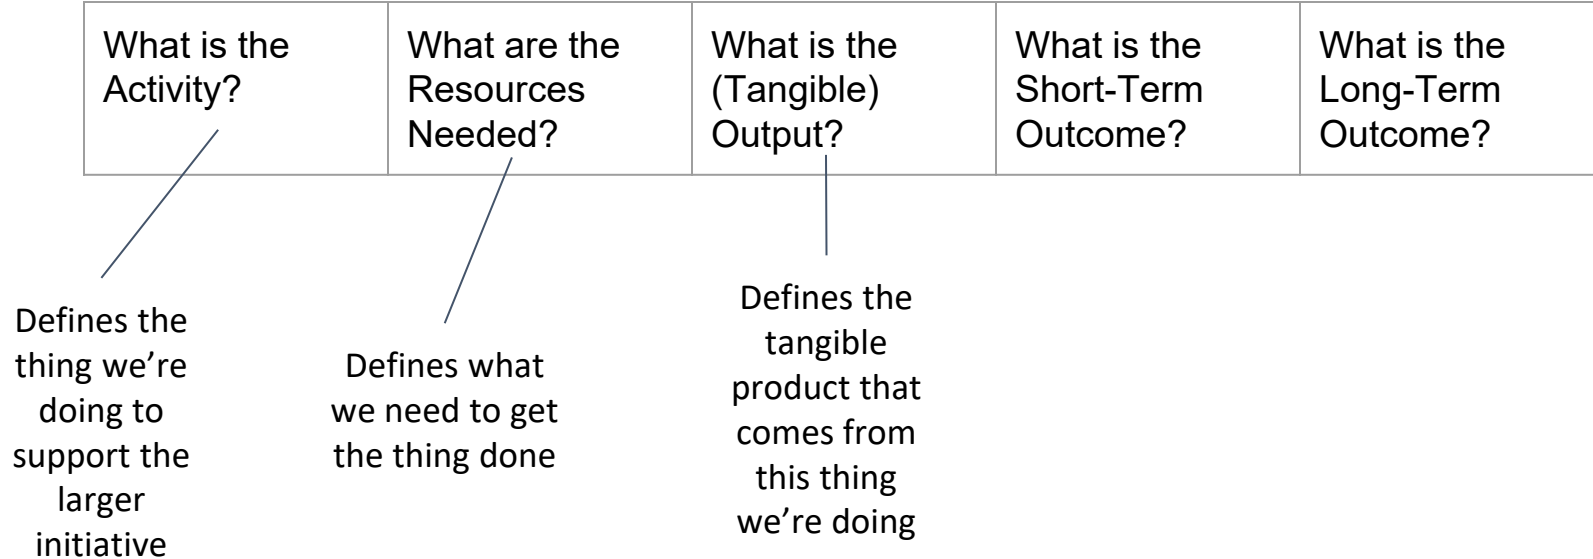 What is the
Activity?
What are the
Resources
Needed?
What is the
(Tangible)
Output?
What is the
Short-Term
Outcome?
What is the
Long-Term
Outcome?
Defines the
thing we’re
doing to
support the
larger
initiative
Defines what
we need to get
the thing done
Defines the
tangible
product that
comes from
this thing
we’re doing